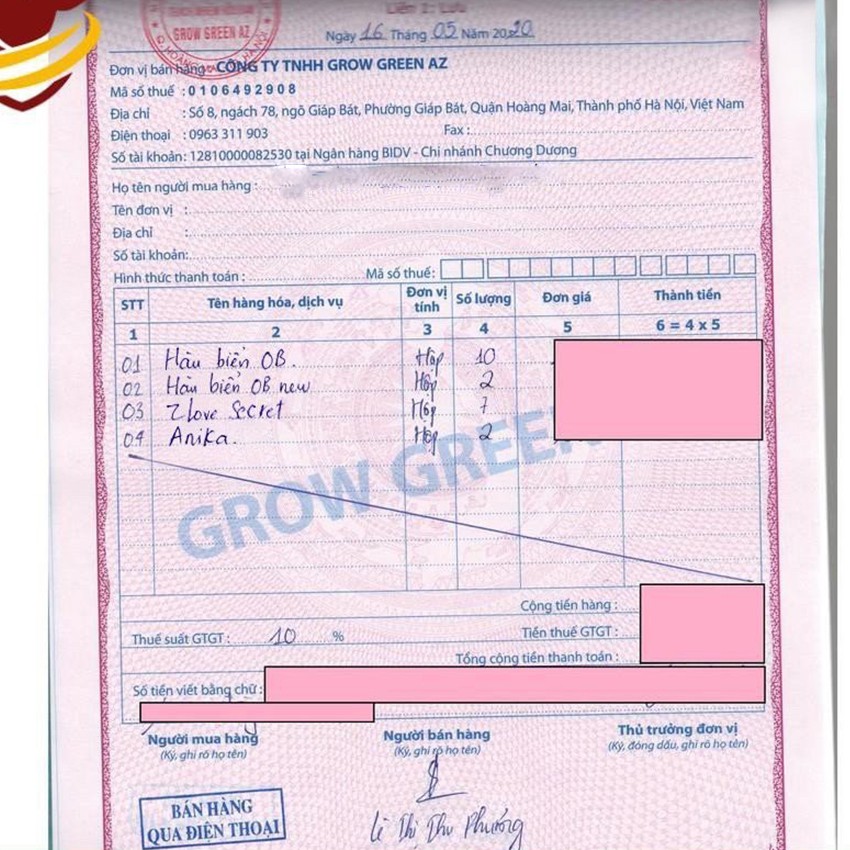 GROW GREEN AZ
Ngày 16 Tháng 05 Năm 2020
Đơn vị bán hàng: CÔNG TY TNHH GROW GREEN AZ
Mã số thuế : 0106492908
Địa chỉ : Số 8, ngách 78, ngõ Giáp Bát, Phường Giáp Bát, Quận Hoàng Mai, Thành phố Hà Nội, Việt Nam
Điện thoại : 0963 311 903 Fax :
Số tài khoản: 12810000082530 tại Ngân hàng BIDV - Chi nhánh Chương Dương
Họ tên người mua hàng :
Tên đơn vị :
Địa chỉ :
Số tài khoản:
Hình thức thanh toán : Mã số thuế:
STT Tên hàng hóa, dịch vụ Đơn vị tính Số lượng Đơn giá Thành tiền
1 2 3 4 5 6 = 4 x 5
01 Hàu biển OB. Hộp 10
02 Hàu biển OB new Hộp 2
03 7 love Secret Hộp 7
04 Anika. Hộp 2
GROW GREEN
Cộng tiền hàng :
Thuế suất GTGT : 10 % Tiền thuế GTGT :
Tổng cộng tiền thanh toán :
Số tiền viết bằng chữ :
Người mua hàng Người bán hàng Thủ trưởng đơn vị
(Ký, ghi rõ họ tên) (Ký, ghi rõ họ tên) (Ký, đóng dấu, ghi rõ họ tên)
BÁN HÀNG
QUA ĐIỆN THOẠI
Lê Thị Thu Phương